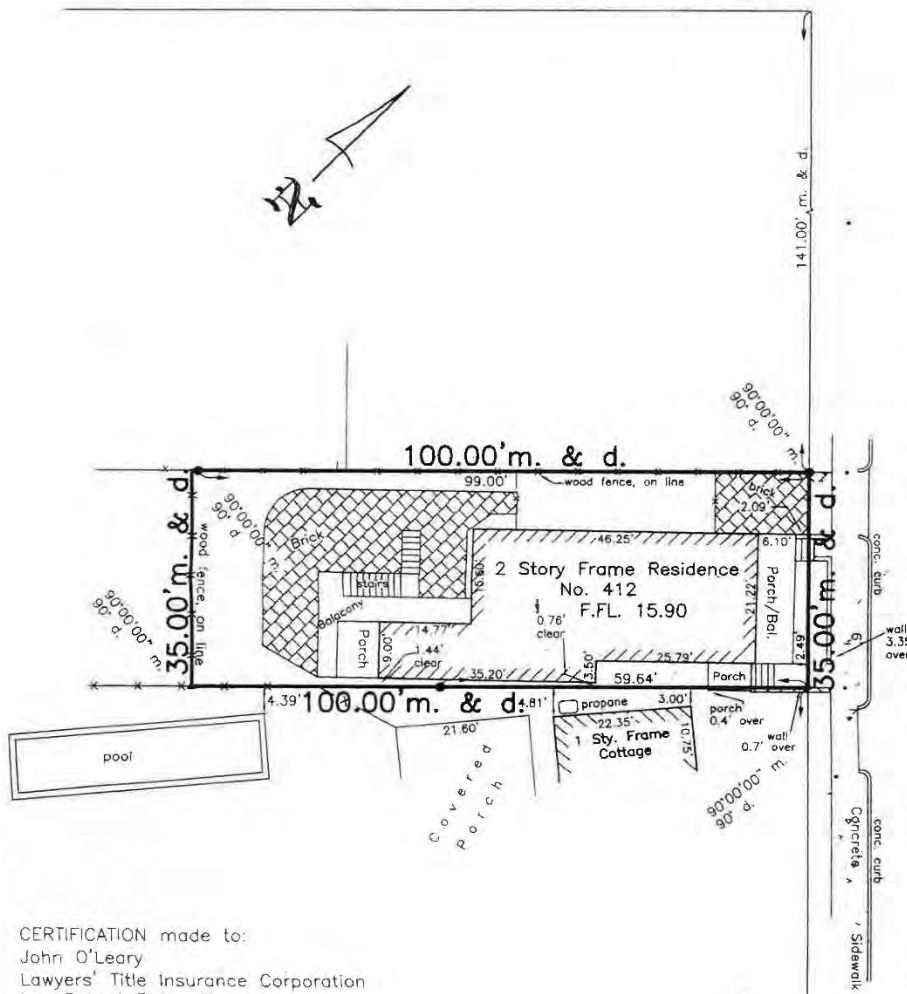 N
141.00' m. & d.
90°00'00" m.
90° d.
100.00'm. & d.
99.00'
wood fence, on line
35.00'm. & d.
wood fence, on line
90°00'00" m.
90° d
90°00'00" m.
90° d.
Brick
stairs
Balacony
Porch
6.00'
14.77'
1.44'
clear
35.20'
46.25'
2 Story Frame Residence
No. 412
F.FL. 15.90
0.76'
clear
21.22'
3.50'
25.79'
59.64'
Porch
brick
2.09'
6.10'
Porch/Bal.
2.49'
35.00'm. & d.
conc. curb
wall
3.35
over
4.39'
100.00'm. & d.
4.81'
21.60'
Covered
Porch
pool
propane
3.00'
22.35'
10.75'
1 Sty. Frame
Cottage
porch
0.4' over
wall
0.7' over
90°00'00" m.
90° d.
conc. curb
Concrete
Sidewalk
CERTIFICATION made to:
John O'Leary
Lawyers' Title Insurance Corporation